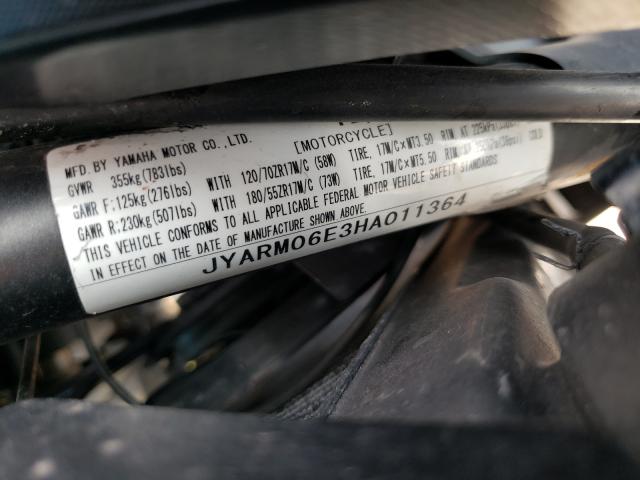 MFD. BY YAMAHA MOTOR CO.,LTD.
[MOTORCYCLE]
GVWR 355kg(783lbs)
GAWR F:125kg(276lbs) WITH 120/70ZR17M/C (58W) TIRE, 17M/C×MT3.50 RIM, AT
GAWR R:230kg(507lbs) WITH 180/55ZR17M/C (73W) TIRE, 17M/C×MT5.50 COLD
THIS VEHICLE CONFORMS TO ALL APPLICABLE FEDERAL MOTOR VEHICLE SAFETY STANDARDS
IN EFFECT ON THE DATE OF MANUFACTURE SHOWN ABOVE.
JYARM06E3HA011364